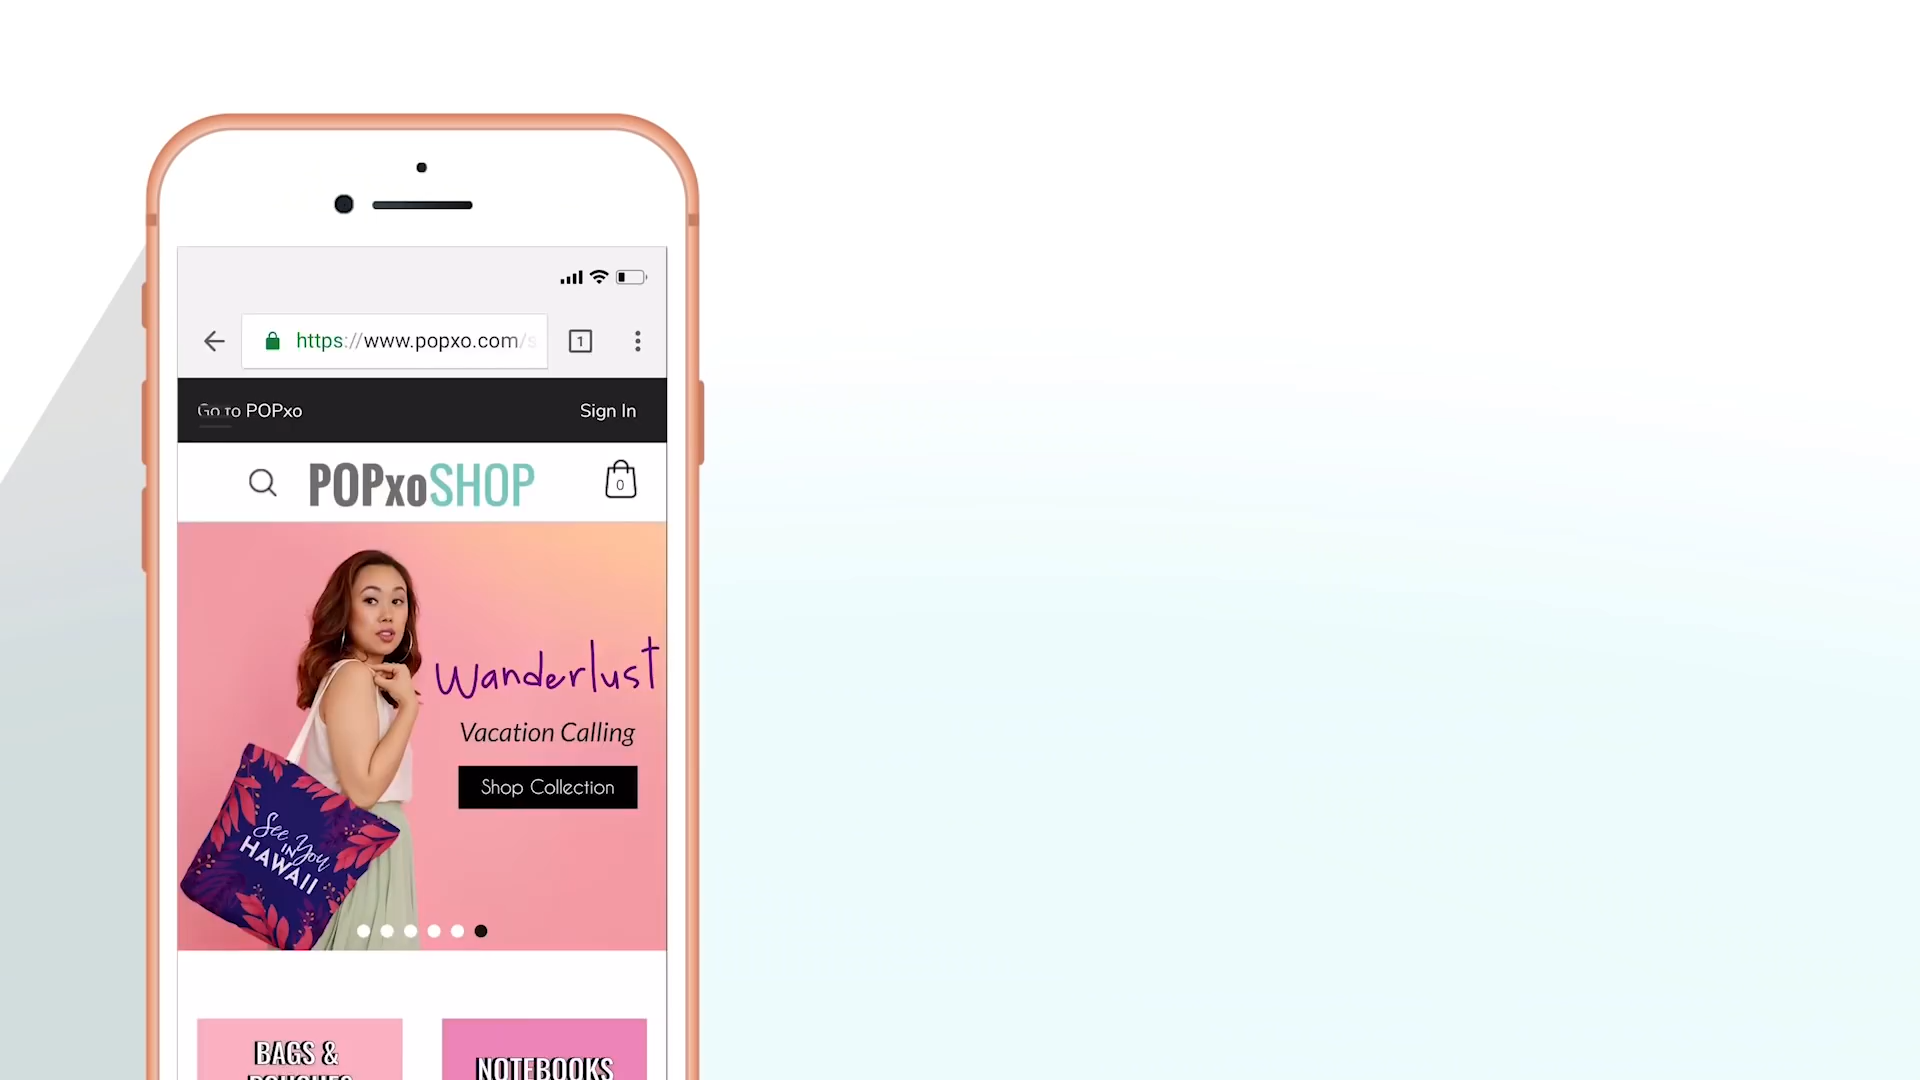 https://www.popxo.com/s
1
Go to POPxo
Sign In
POPxoSHOP
0
Wanderlust
Vacation Calling
Shop Collection
See You
IN
HAWAII
BAGS &
POUCHES
NOTEBOOKS